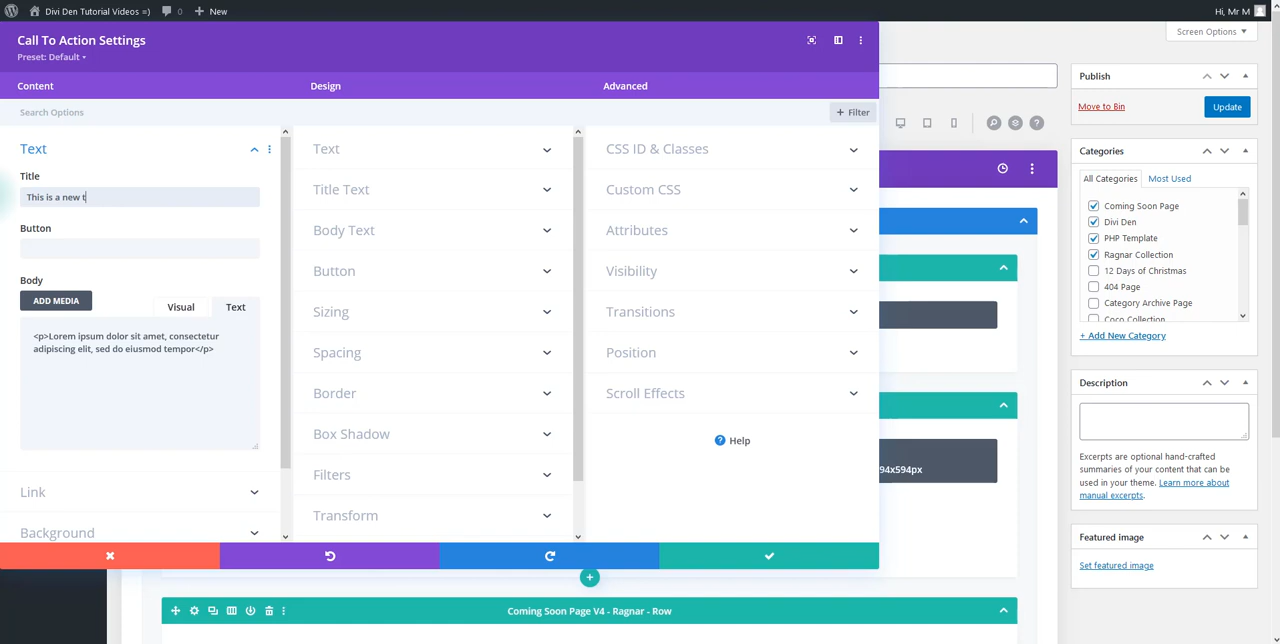 Divi Den Tutorial Videos =)
0
New
Hi, Mr M
Screen Options
Call To Action Settings
Preset: Default
Content
Design
Advanced
Search Options
Filter
Text
Title
This is a new t
Button
Body
ADD MEDIA
Visual
Text
<p>Lorem ipsum dolor sit amet, consectetur
adipiscing elit, sed do eiusmod tempor</p>
Link
Background
Text
Title Text
Body Text
Button
Sizing
Spacing
Border
Box Shadow
Filters
Transform
CSS ID & Classes
Custom CSS
Attributes
Visibility
Transitions
Position
Scroll Effects
Help
94x594px
Coming Soon Page V4 - Ragnar - Row
Publish
Move to Bin
Update
Categories
All Categories
Most Used
Coming Soon Page
Divi Den
PHP Template
Ragnar Collection
12 Days of Christmas
404 Page
Category Archive Page
Coco Collection
+ Add New Category
Description
Excerpts are optional hand-crafted
summaries of your content that can be
used in your theme. Learn more about
manual excerpts.
Featured image
Set featured image